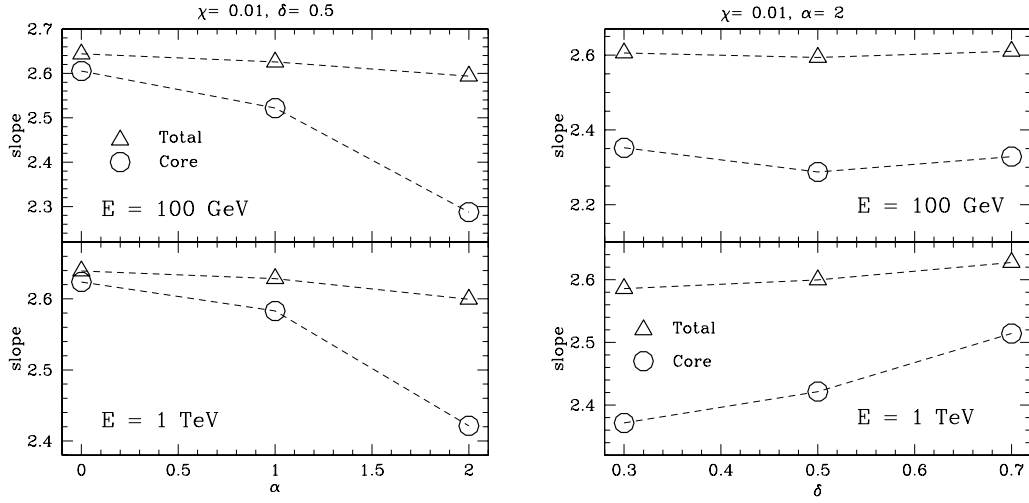 χ= 0.01, δ= 0.5
2.7
2.6
2.5
2.4
2.3
slope
Total
Core
E = 100 GeV
2.6
2.5
2.4
slope
E = 1 TeV
0 0.5 1 1.5 2
α
χ= 0.01, α= 2
2.6
2.4
2.2
slope
E = 100 GeV
2.6
2.5
2.4
slope
Total
Core
E = 1 TeV
0.3 0.4 0.5 0.6 0.7
δ